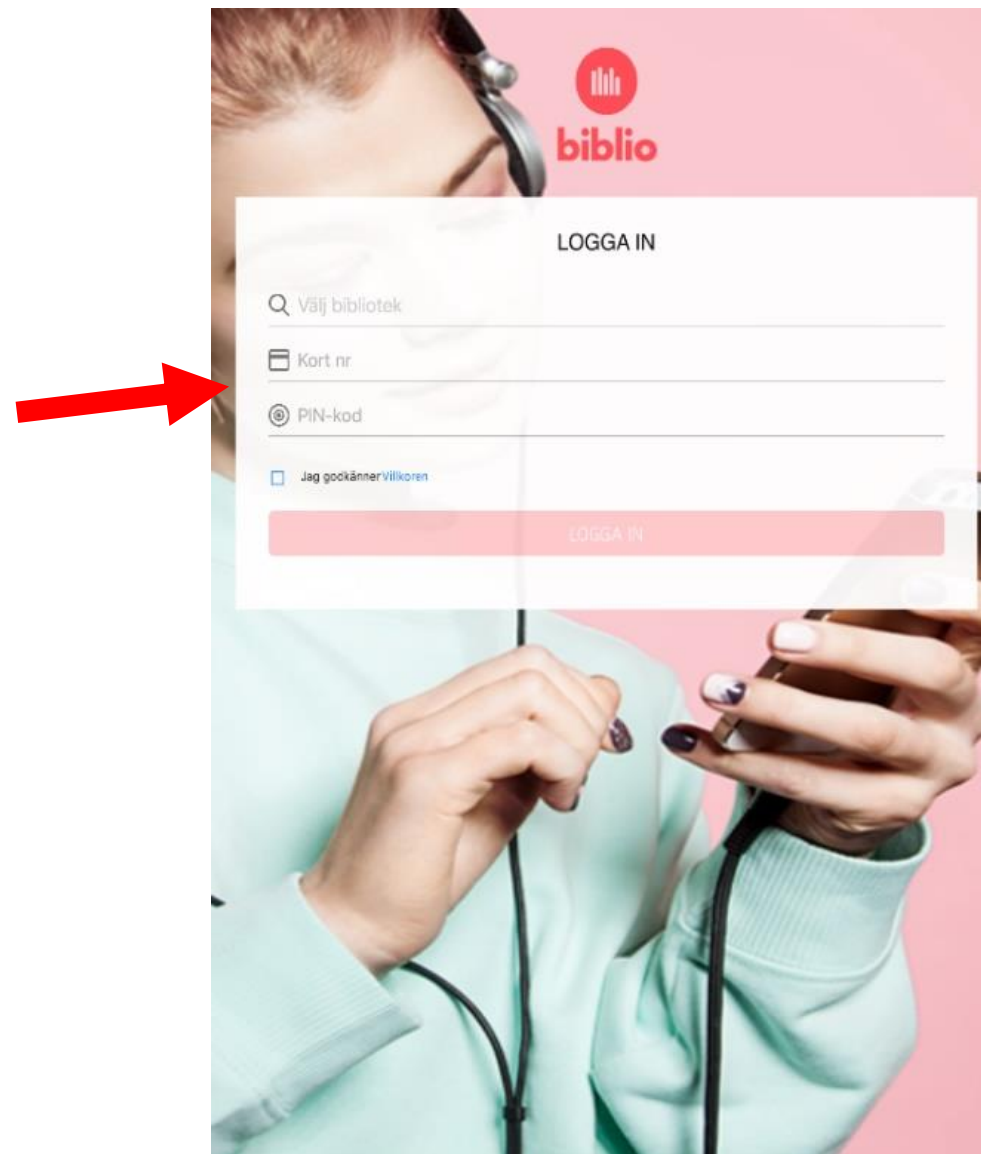 biblio
LOGGA IN
Välj bibliotek
Kort nr
PIN-kod
Jag godkänner Villkoren
LOGGA IN